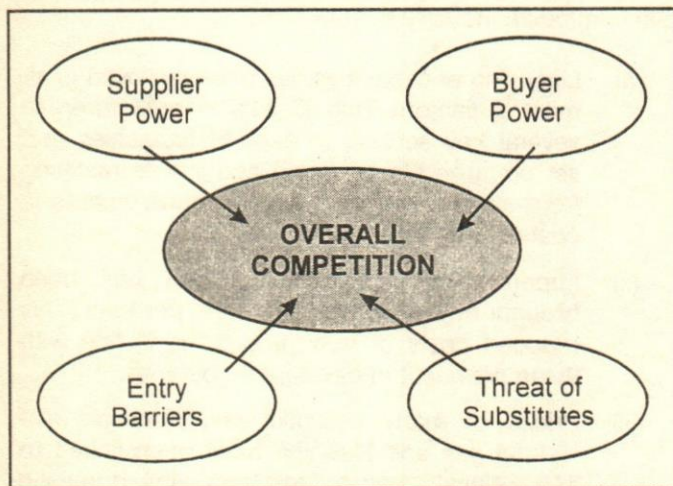 Supplier
Power
Buyer
Power
OVERALL
COMPETITION
Entry
Barriers
Threat of
Substitutes